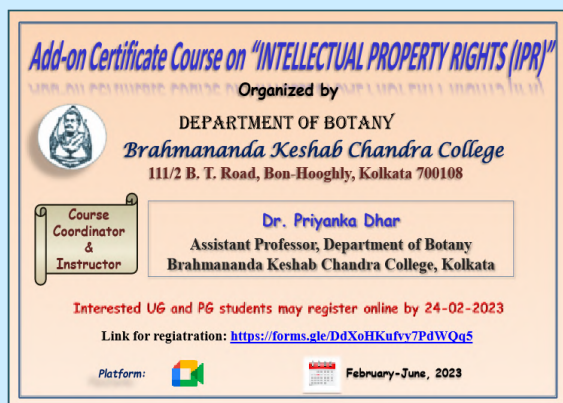 Add-on Certificate Course on “INTELLECTUAL PROPERTY RIGHTS (IPR)”
Organized by
DEPARTMENT OF BOTANY
Brahmananda Keshab Chandra College
111/2 B. T. Road, Bon-Hooghly, Kolkata 700108
Course
Coordinator
&
Instructor
Dr. Priyanka Dhar
Assistant Professor, Department of Botany
Brahmananda Keshab Chandra College, Kolkata
Interested UG and PG students may register online by 24-02-2023
Link for regiatration: https://forms.gle/DdXoHKufvy7PdWQq5
Platform:
February-June, 2023